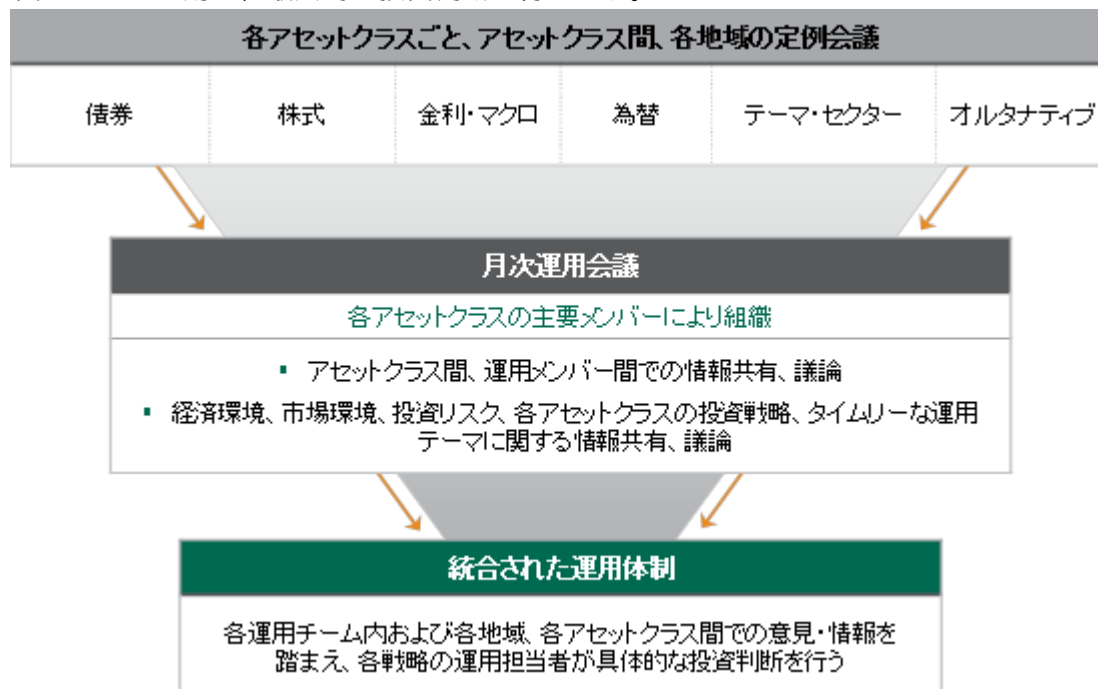 各アセットクラスごと、アセットクラス間、各地域の定例会議
債券
株式
金利・マクロ
為替
テーマ・セクター
オルタナティブ
月次運用会議
各アセットクラスの主要メンバーにより組織
▪ アセットクラス間、運用メンバー間での情報共有、議論
▪ 経済環境、市場環境、投資リスク、各アセットクラスの投資戦略、タイムリーな運用
テーマに関する情報共有、議論
統合された運用体制
各運用チーム内および各地域、各アセットクラス間での意見・情報を
踏まえ、各戦略の運用担当者が具体的な投資判断を行う